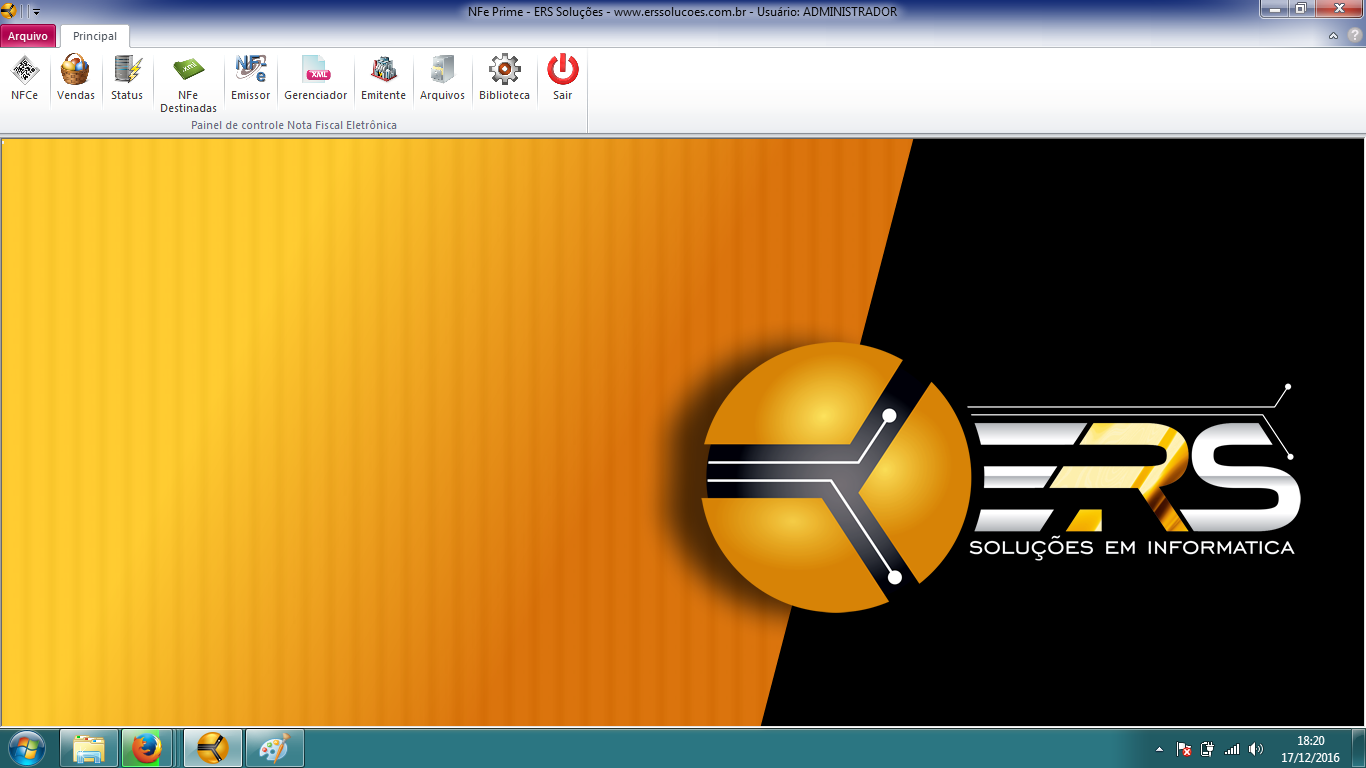 NFe Prime - ERS Soluções - www.erssolucoes.com.br - Usuário: ADMINISTRADOR
Arquivo
Principal
NFCe
Vendas
Status
NFe
Destinadas
NF e
Emissor
XML
Gerenciador
Emitente
Arquivos
Biblioteca
Sair
Painel de controle Nota Fiscal Eletrônica
ERS
SOLUÇÕES EM INFORMATICA
18:20
17/12/2016